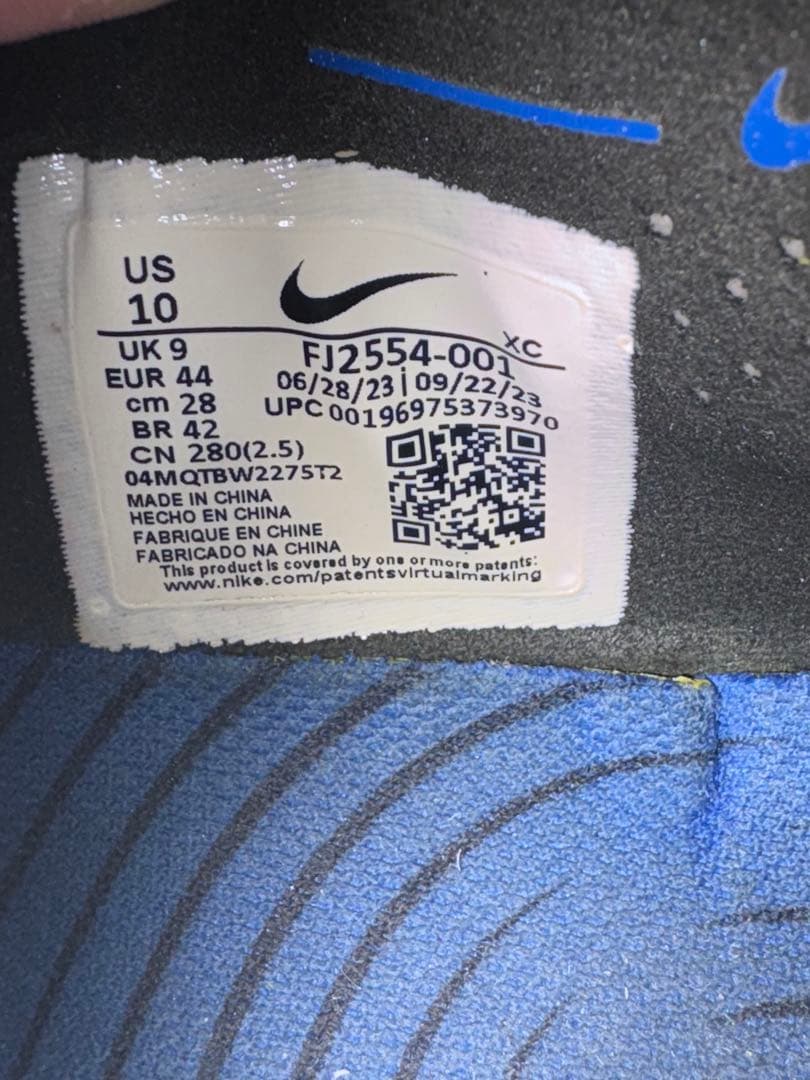 US
10
XC
UK 9
FJ2554-001
EUR 44
06/28/23 | 09/22/23
cm 28
UPC 00196975373970
BR 42
CN 280(2.5)
04MQTBW2275T2
MADE IN CHINA
HECHO EN CHINA
FABRIQUE EN CHINE
FABRICADO NA CHINA
This product is covered by one or more patents:
www.nike.com/patentsvirtualmarking